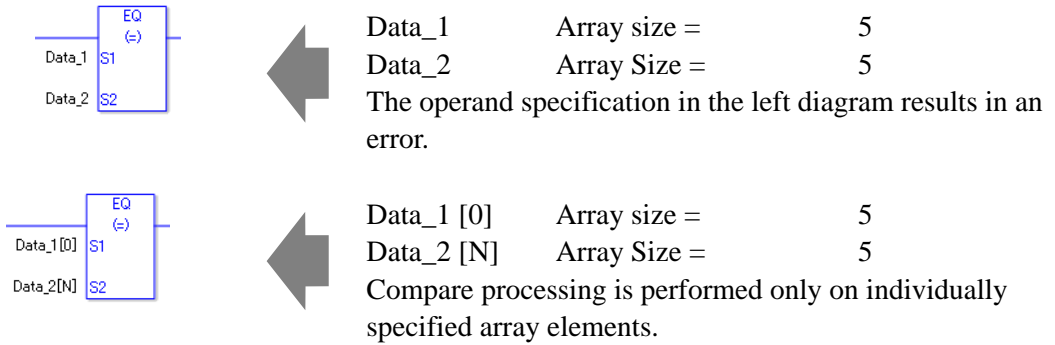 EQ
(=)
Data_1 S1
Data_2 S2
Data_1 Array size = 5
Data_2 Array Size = 5
The operand specification in the left diagram results in an
error.
EQ
(=)
Data_1[0] S1
Data_2[N] S2
Data_1 [0] Array size = 5
Data_2 [N] Array Size = 5
Compare processing is performed only on individually
specified array elements.